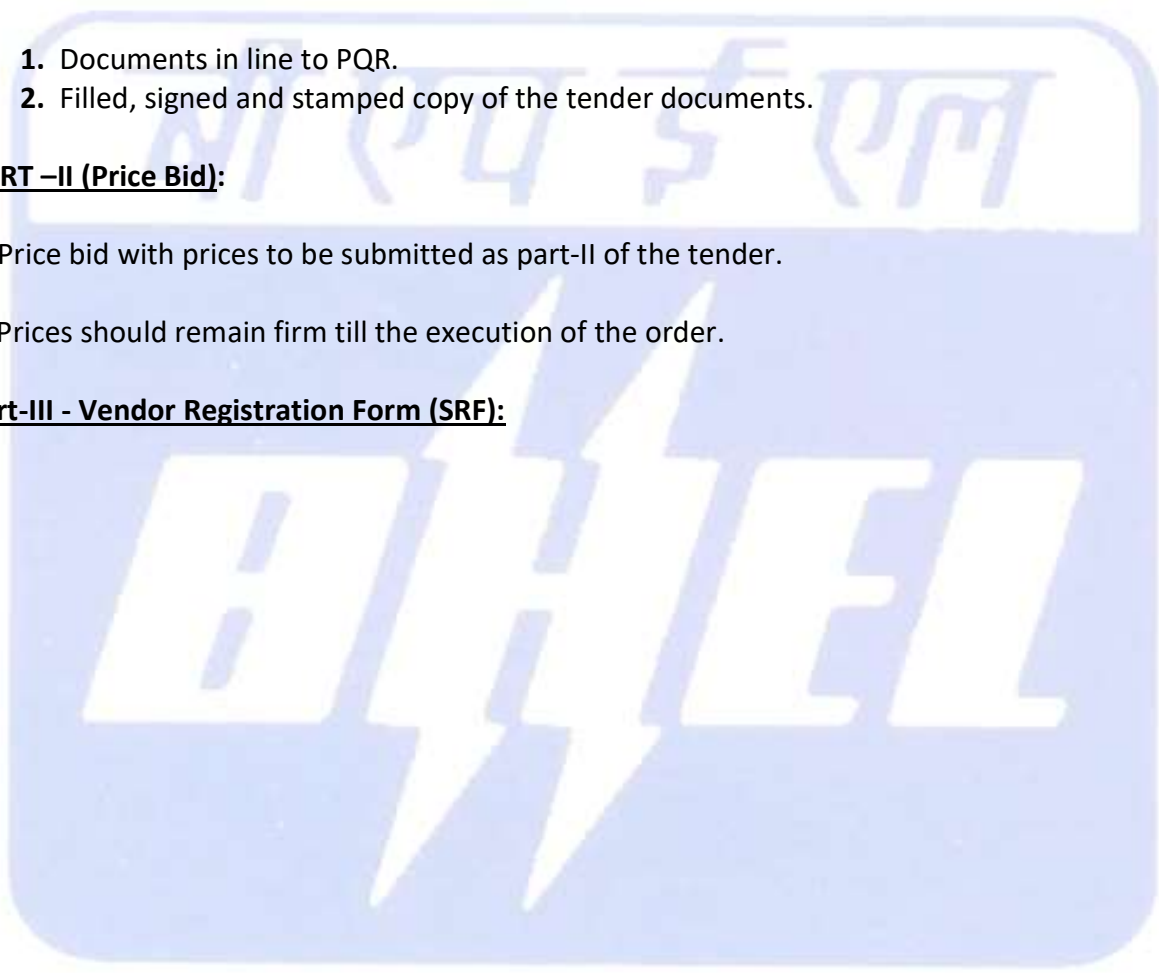 1. Documents in line to PQR.
2. Filled, signed and stamped copy of the tender documents.
RT –II (Price Bid):
Price bid with prices to be submitted as part-II of the tender.
Prices should remain firm till the execution of the order.
rt-III - Vendor Registration Form (SRF):
बी एच ई एल
BHEL